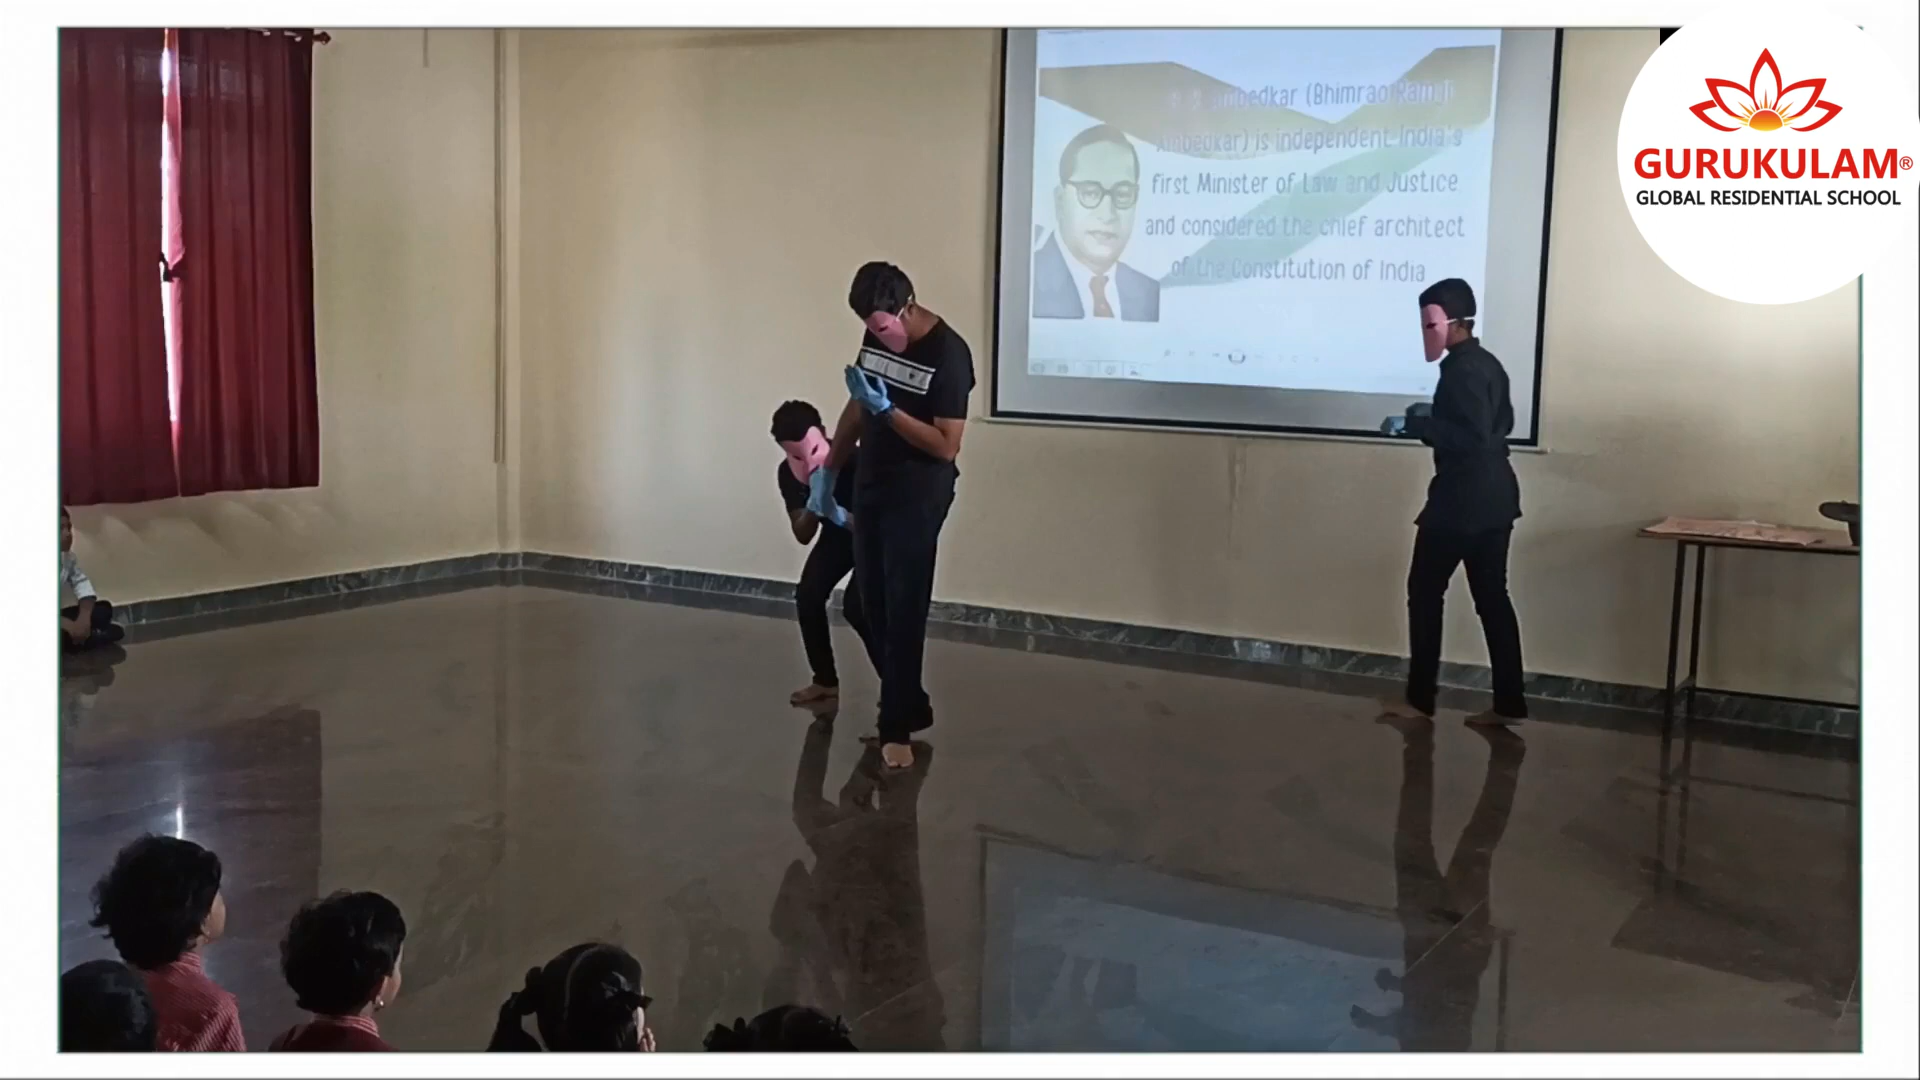 Ambedkar (Bhimrao Ramji
Ambedkar) is independent India's
first Minister of Law and Justice
and considered the chief architect
of the Constitution of India
GURUKULAM®
GLOBAL RESIDENTIAL SCHOOL